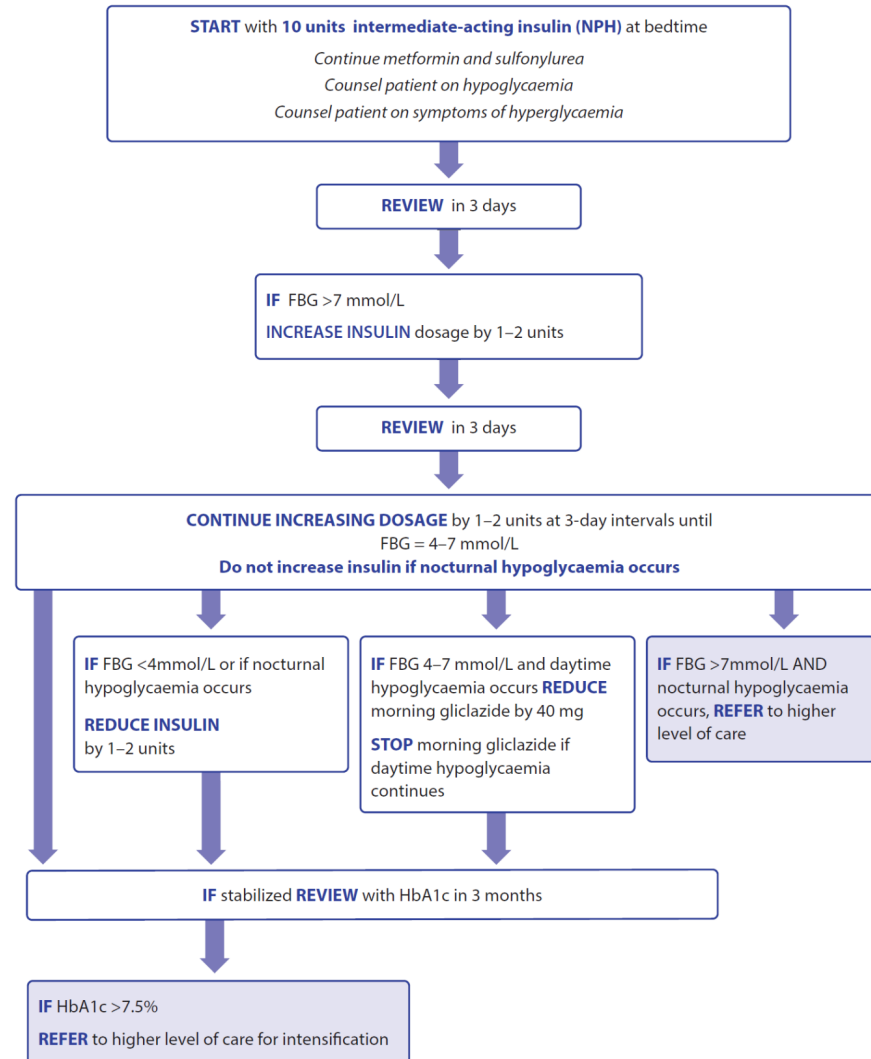 START with 10 units intermediate-acting insulin (NPH) at bedtime
Continue metformin and sulfonylurea
Counsel patient on hypoglycaemia
Counsel patient on symptoms of hyperglycaemia
REVIEW in 3 days
IF FBG >7 mmol/L
INCREASE INSULIN dosage by 1–2 units
REVIEW in 3 days
CONTINUE INCREASING DOSAGE by 1–2 units at 3-day intervals until
FBG = 4–7 mmol/L
Do not increase insulin if nocturnal hypoglycaemia occurs
IF FBG <4mmol/L or if nocturnal
hypoglycaemia occurs
REDUCE INSULIN
by 1–2 units
IF FBG 4–7 mmol/L and daytime
hypoglycaemia occurs REDUCE
morning gliclazide by 40 mg
STOP morning gliclazide if
daytime hypoglycaemia
continues
IF FBG >7mmol/L AND
nocturnal hypoglycaemia
occurs, REFER to higher
level of care
IF stabilized REVIEW with HbA1c in 3 months
IF HbA1c >7.5%
REFER to higher level of care for intensification